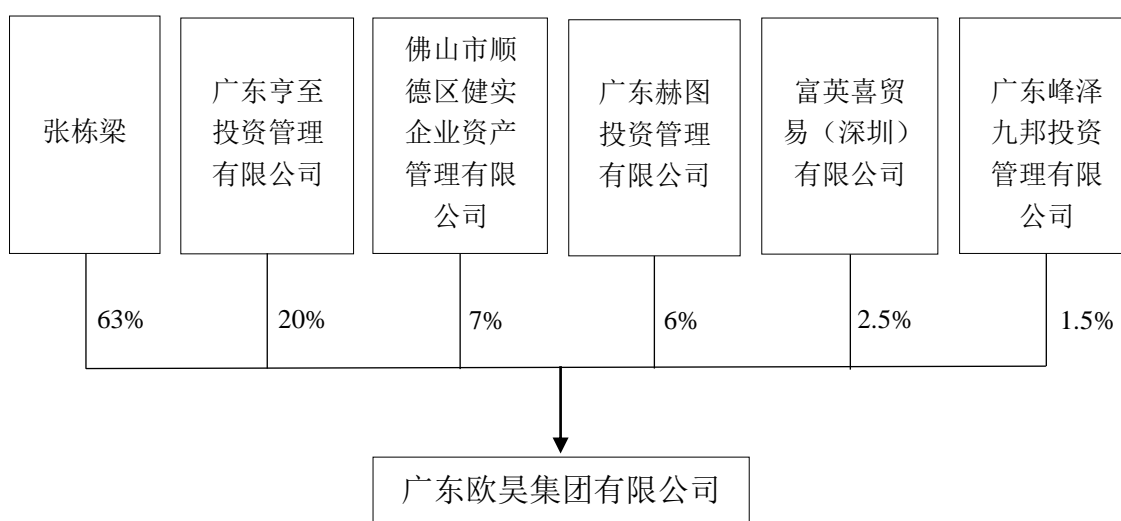 张栋梁
广东亨至
投资管理
有限公司
佛山市顺
德区健实
企业资产
管理有限
公司
广东赫图
投资管理
有限公司
富英喜贸
易（深圳）
有限公司
广东峰泽
九邦投资
管理有限
公司
63%
20%
7%
6%
2.5%
1.5%
广东欧昊集团有限公司